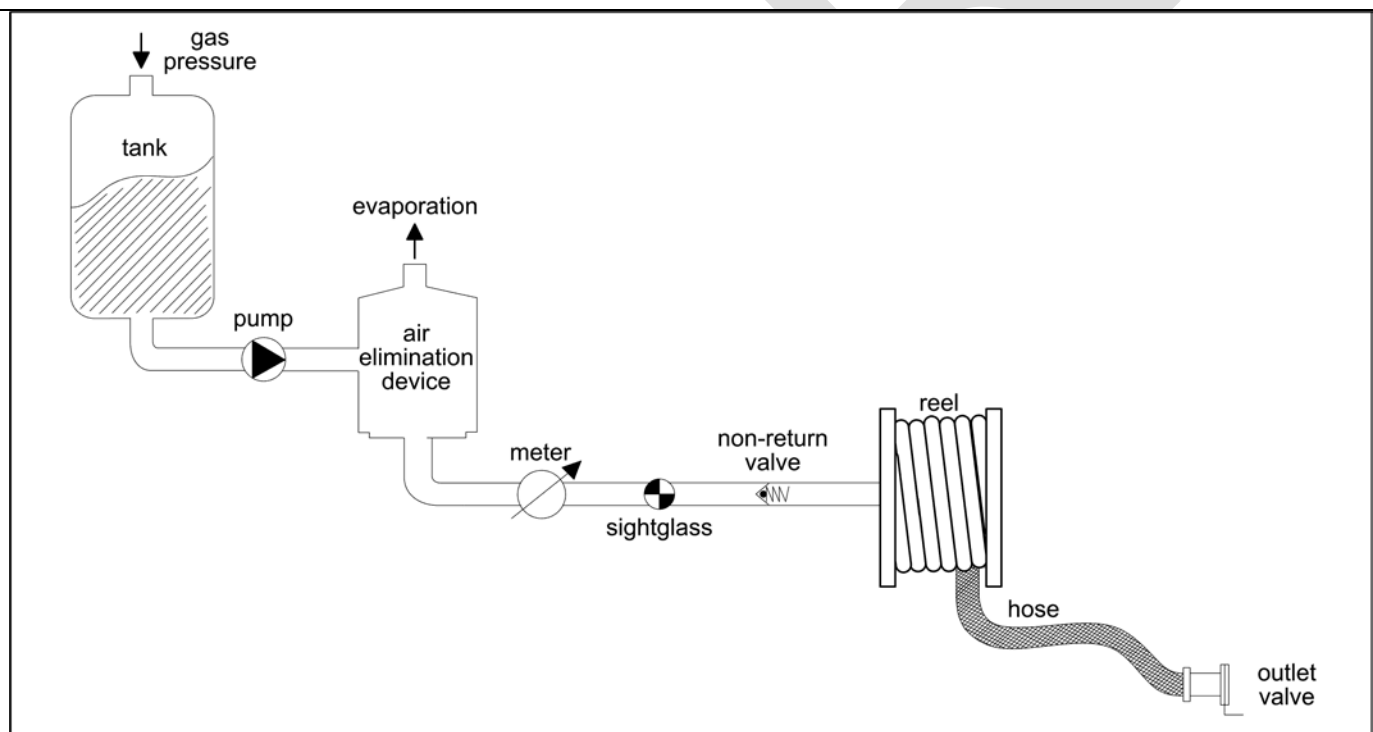 gas
pressure
tank
evaporation
pump
air
elimination
device
meter
sightglass
non-return
valve
reel
hose
outlet
valve